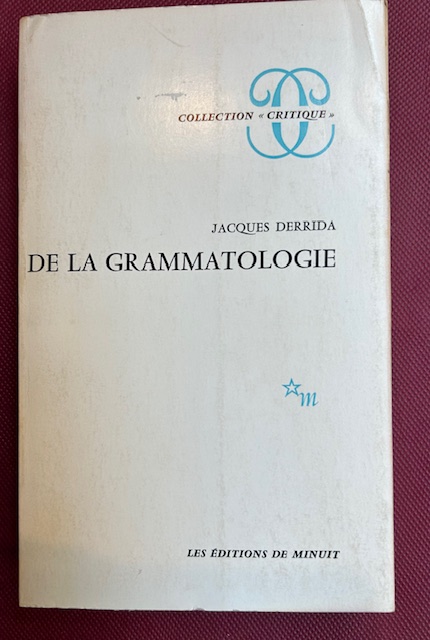 COLLECTION « CRITIQUE »
JACQUES DERRIDA
DE LA GRAMMATOLOGIE
m
LES ÉDITIONS DE MINUIT